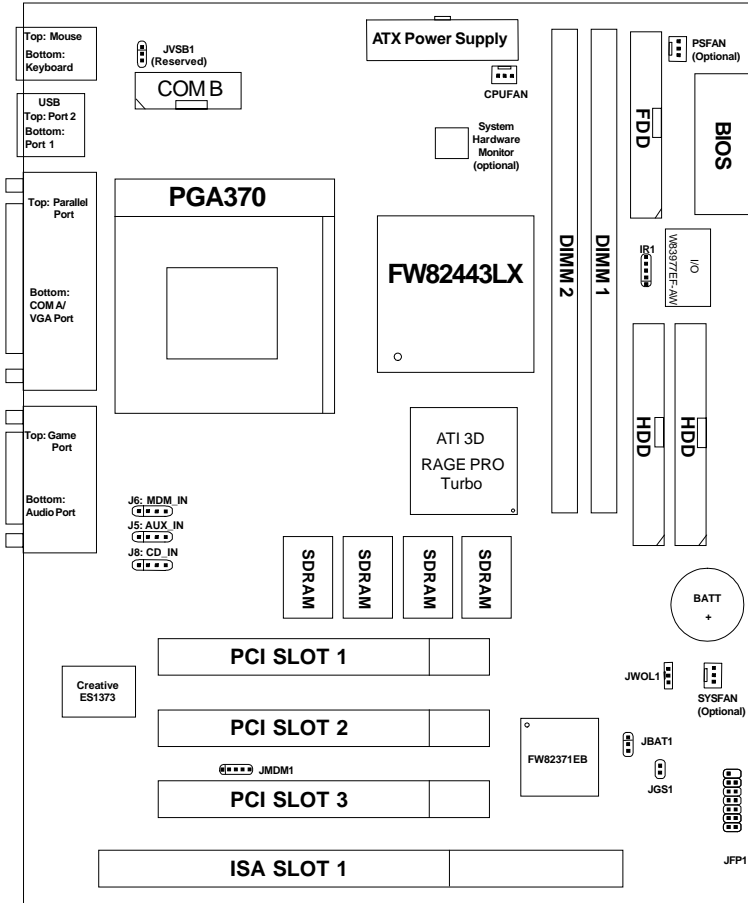 Top: Mouse
Bottom:
Keyboard
JVSB1
(Reserved)
COM B
ATX Power Supply
CPUFAN
PSFAN
(Optional)
USB
Top: Port 2
Bottom:
Port 1
System
Hardware
Monitor
(optional)
FDD
BIOS
Top: Parallel
Port
Bottom:
COM A/
VGA Port
PGA370
FW82443LX
DIMM 2
DIMM 1
IR1
I/O
W83977EF-AW
HDD
HDD
Top: Game
Port
Bottom:
Audio Port
ATI 3D
RAGE PRO
Turbo
J6: MDM_IN
J5: AUX_IN
J8: CD_IN
SDRAM
SDRAM
SDRAM
SDRAM
BATT
+
PCI SLOT 1
Creative
ES1373
JWOL1
SYSFAN
(Optional)
PCI SLOT 2
FW82371EB
JBAT1
JMDM1
JGS1
PCI SLOT 3
JFP1
ISA SLOT 1